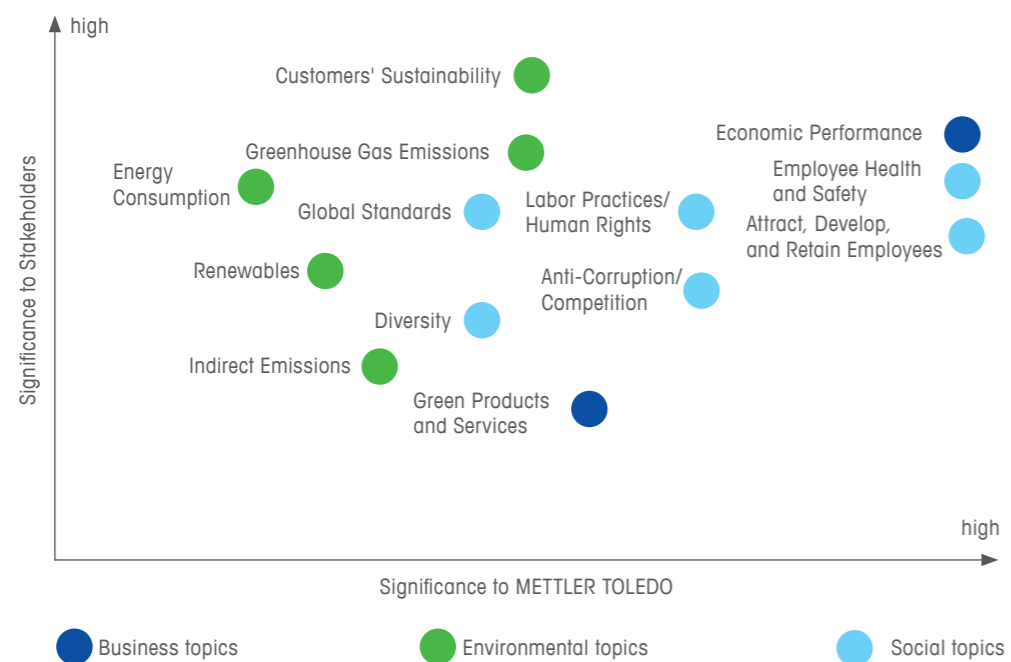 high
Customers' Sustainability
Economic Performance
Greenhouse Gas Emissions
Energy
Consumption
Employee Health
and Safety
Global Standards
Labor Practices/
Human Rights
Attract, Develop,
and Retain Employees
Renewables
Anti-Corruption/
Competition
Diversity
Indirect Emissions
Green Products
and Services
Significance to Stakeholders
high
Significance to METTLER TOLEDO
Business topics
Environmental topics
Social topics